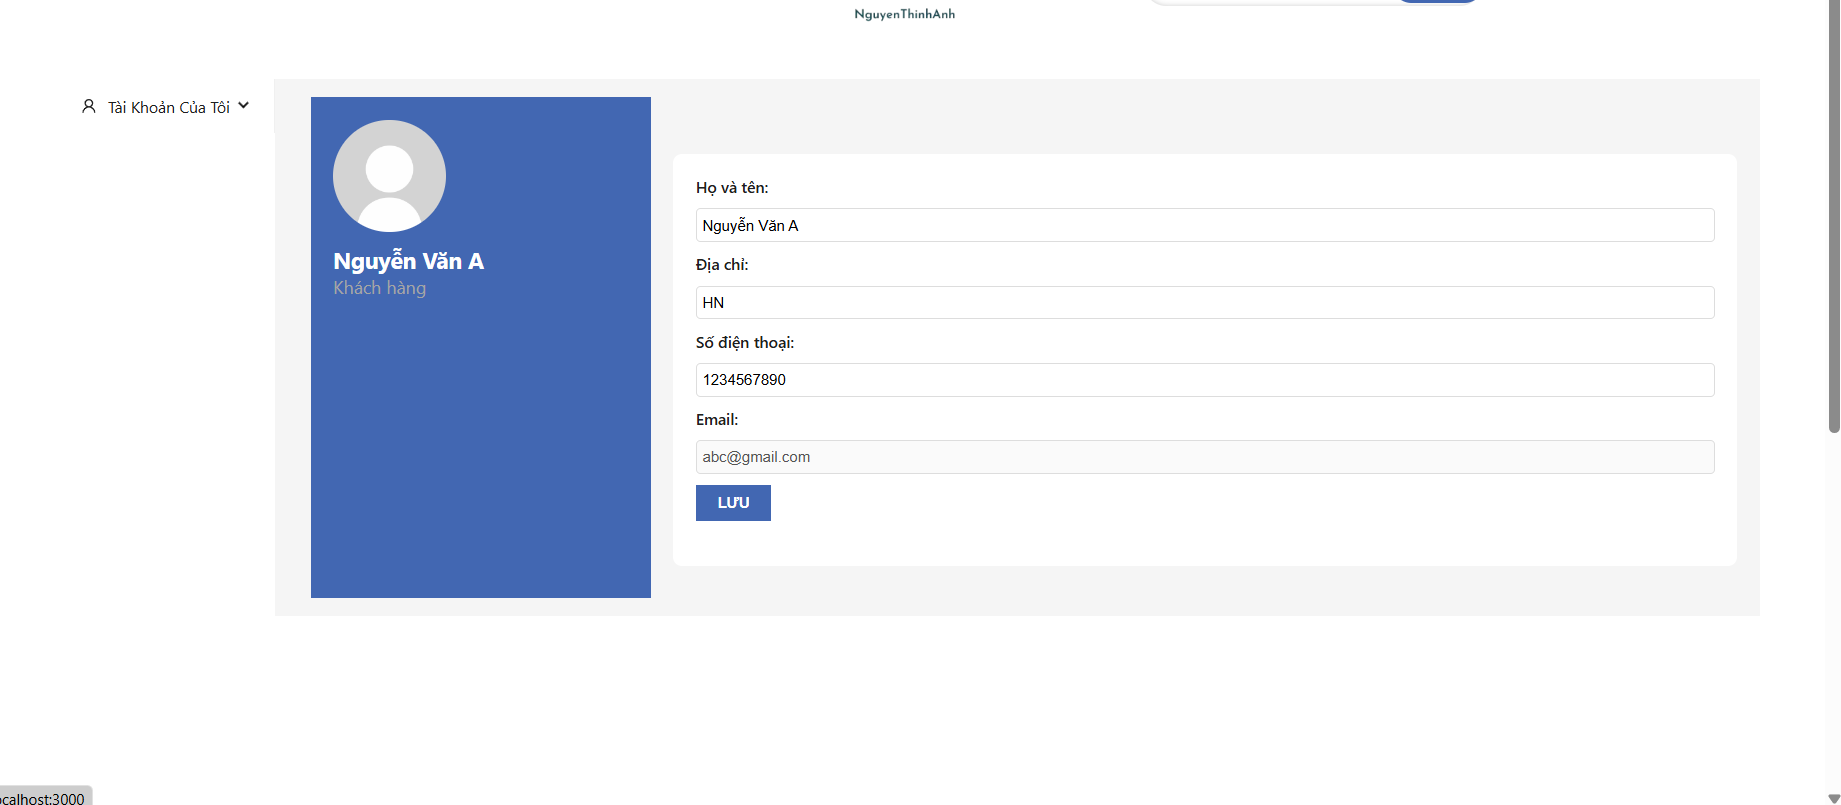 NguyenThinhAnh
Tài Khoản Của Tôi
Nguyễn Văn A
Khách hàng
Họ và tên:
Nguyễn Văn A
Địa chỉ:
HN
Số điện thoại:
1234567890
Email:
abc@gmail.com
LƯU
ocalhost:3000